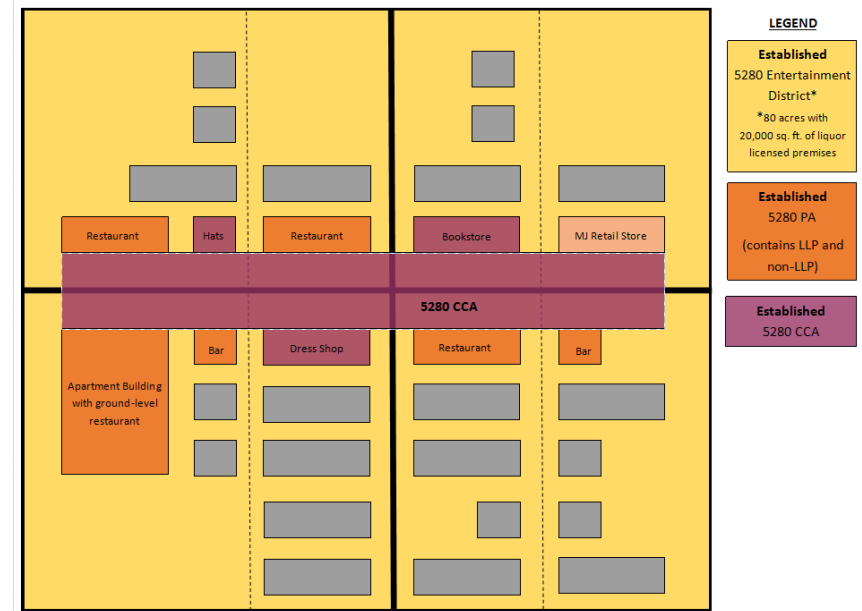 LEGEND
Established
5280 Entertainment
District*
*80 acres with
20,000 sq. ft. of liquor
licensed premises
Established
5280 PA
(contains LLP and
non-LLP)
Established
5280 CCA
Restaurant
Hats
Restaurant
Bookstore
MJ Retail Store
5280 CCA
Bar
Dress Shop
Restaurant
Bar
Apartment Building
with ground-level
restaurant